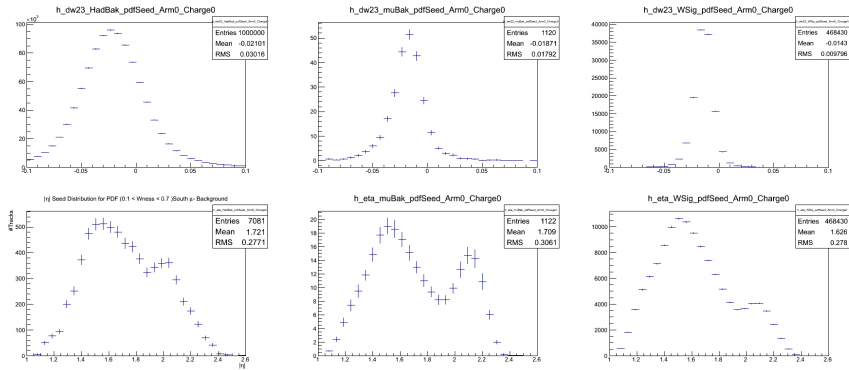 h_dw23_HadBak_pdfSeed_Arm0_Charge0
×10³
h_dw23_HadBak_pdfSeed_Arm0_Charge0
Entries 1000000
Mean -0.02101
RMS 0.03016
100
80
60
40
20
0
-0.1 -0.05 0 0.05 0.1
h_dw23_muBak_pdfSeed_Arm0_Charge0
h_dw23_muBak_pdfSeed_Arm0_Charge0
Entries 1120
Mean -0.01871
RMS 0.01792
50
40
30
20
10
0
-0.1 -0.05 0 0.05 0.1
h_dw23_WSig_pdfSeed_Arm0_Charge0
h_dw23_WSig_pdfSeed_Arm0_Charge0
Entries 468430
Mean -0.0143
RMS 0.009796
40000
35000
30000
25000
20000
15000
10000
5000
0
-0.1 -0.05 0 0.05 0.1
|η| Seed Distribution for PDF (0.1 < Wness < 0.7 )South μ- Background
h_eta_HadBak_pdfSeed_Arm0_Charge0
Entries 7081
Mean 1.721
RMS 0.2771
#Tracks
500
400
300
200
100
0
1 1.2 1.4 1.6 1.8 2 2.2 2.4 2.6
|η|
h_eta_muBak_pdfSeed_Arm0_Charge0
h_eta_muBak_pdfSeed_Arm0_Charge0
Entries 1122
Mean 1.709
RMS 0.3061
20
18
16
14
12
10
8
6
4
2
0
1 1.2 1.4 1.6 1.8 2 2.2 2.4 2.6
h_eta_WSig_pdfSeed_Arm0_Charge0
h_eta_WSig_pdfSeed_Arm0_Charge0
Entries 468430
Mean 1.626
RMS 0.278
10000
8000
6000
4000
2000
0
1 1.2 1.4 1.6 1.8 2 2.2 2.4 2.6